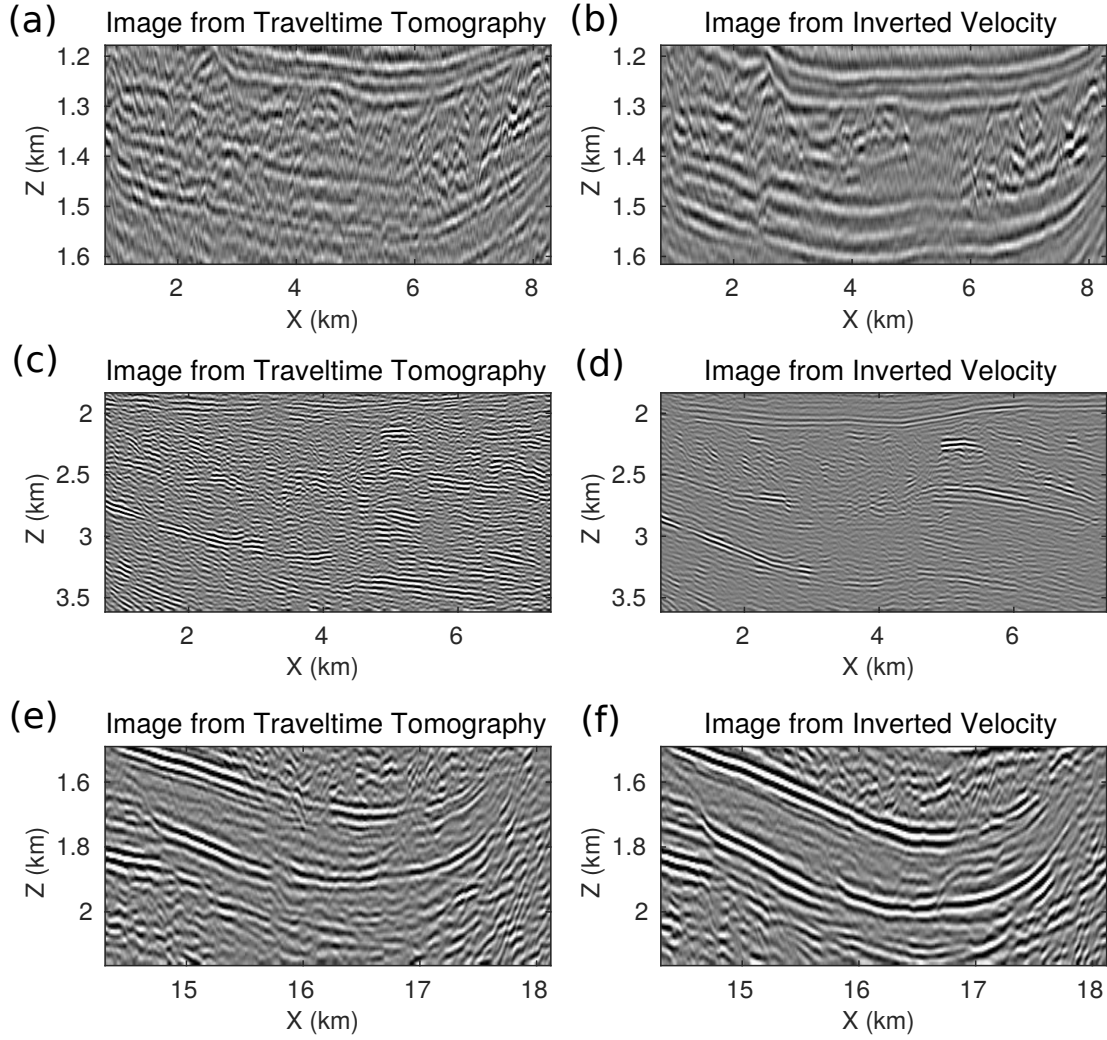 (a) Image from Traveltime Tomography
(b) Image from Inverted Velocity
1.2
1.3
1.4
1.5
1.6
Z (km)
2 4 6 8
X (km)
1.2
1.3
1.4
1.5
1.6
Z (km)
2 4 6 8
X (km)
(c) Image from Traveltime Tomography
(d) Image from Inverted Velocity
2
2.5
3
3.5
Z (km)
2 4 6
X (km)
2
2.5
3
3.5
Z (km)
2 4 6
X (km)
(e) Image from Traveltime Tomography
(f) Image from Inverted Velocity
1.6
1.8
2
Z (km)
15 16 17 18
X (km)
1.6
1.8
2
Z (km)
15 16 17 18
X (km)